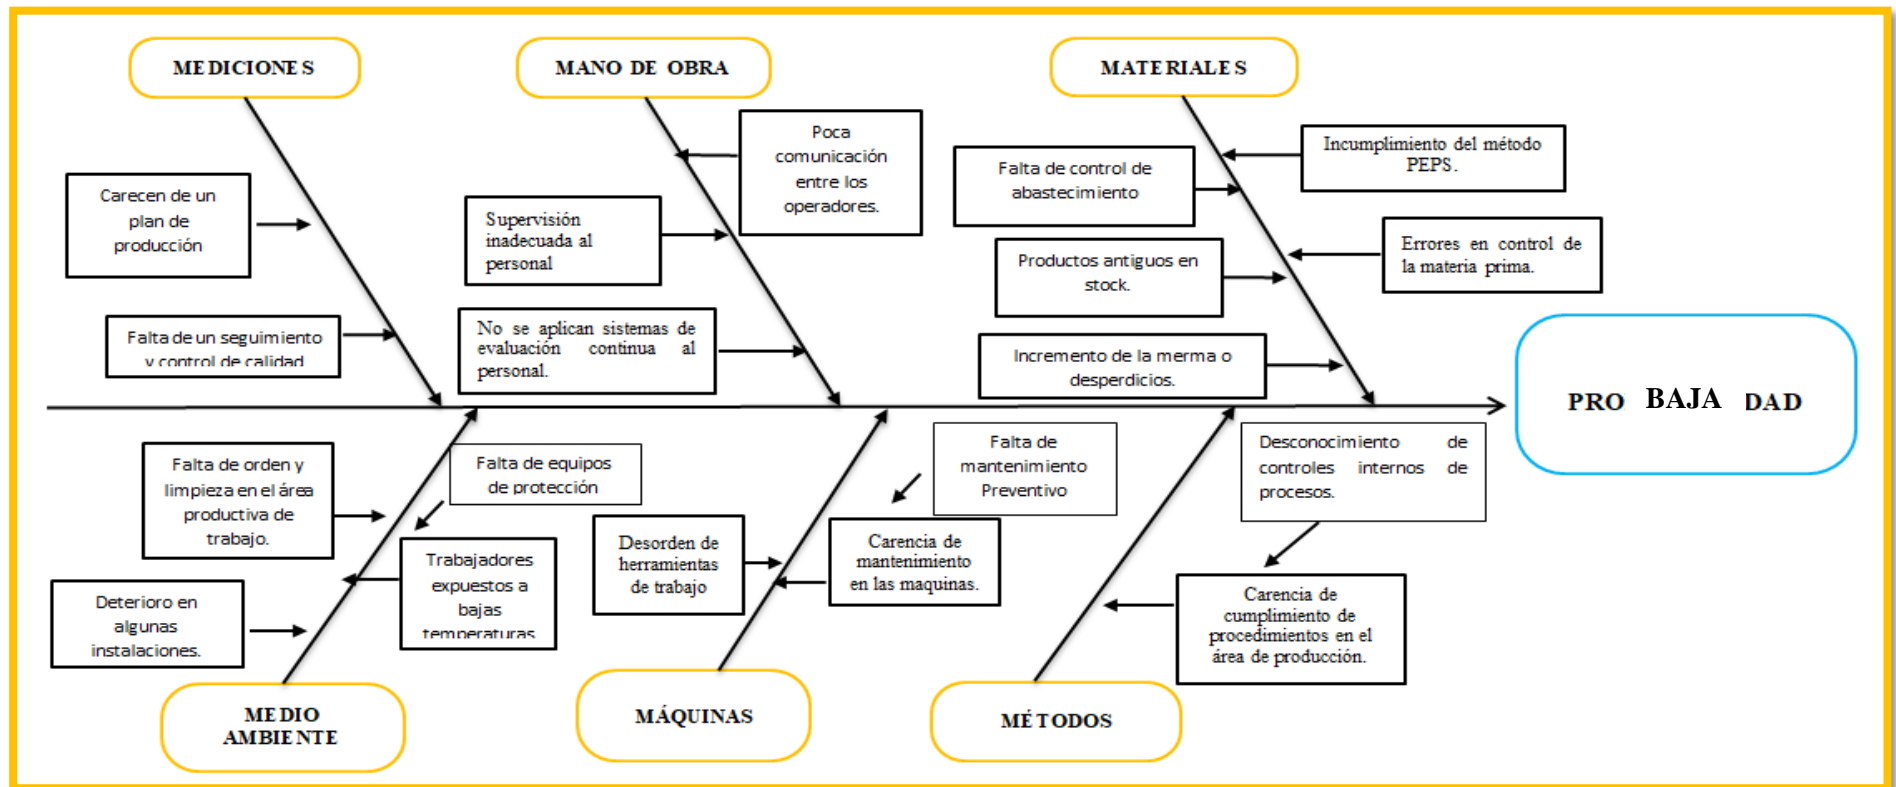 MEDICIONES
MANO DE OBRA
MATERIALES
Poca
comunicación
entre los
operadores.
Incumplimiento del método
PEPS.
Falta de control de
abastecimiento
Carecen de un
plan de
producción
Supervisión
inadecuada al
personal
Errores en control de
la materia prima.
Productos antiguos en
stock.
Falta de un seguimiento
y control de calidad
No se aplican sistemas de
evaluación continua al
personal.
Incremento de la merma o
desperdicios.
PRO BAJA DAD
Falta de orden y
limpieza en el área
productiva de
trabajo.
Falta de equipos
de protección
Falta de
mantenimiento
Preventivo
Desconocimiento de
controles internos de
procesos.
Trabajadores
expuestos a
bajas
temperaturas
Desorden de
herramientas
de trabajo
Carencia de
mantenimiento
en las maquinas.
Deterioro en
algunas
instalaciones.
Carencia de
cumplimiento de
procedimientos en el
área de producción.
MEDIO
AMBIENTE
MÁQUINAS
MÉTODOS